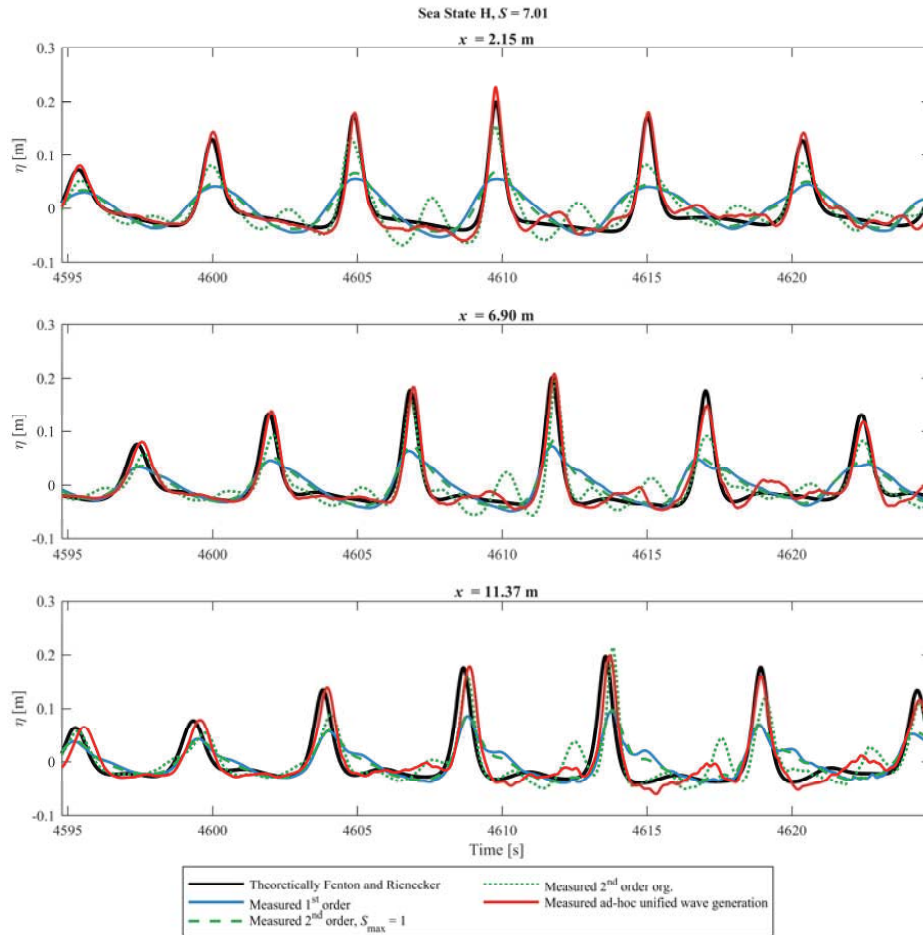 Sea State H, S = 7.01
x = 2.15 m
0.3
0.2
0.1
0
-0.1
η [m]
4595 4600 4605 4610 4615 4620
x = 6.90 m
0.3
0.2
0.1
0
-0.1
η [m]
4595 4600 4605 4610 4615 4620
x = 11.37 m
0.3
0.2
0.1
0
-0.1
η [m]
4595 4600 4605 4610 4615 4620
Time [s]
Theoretically Fenton and Rienecker
Measured 1st order
Measured 2nd order, Smax = 1
Measured 2nd order org.
Measured ad-hoc unified wave generation